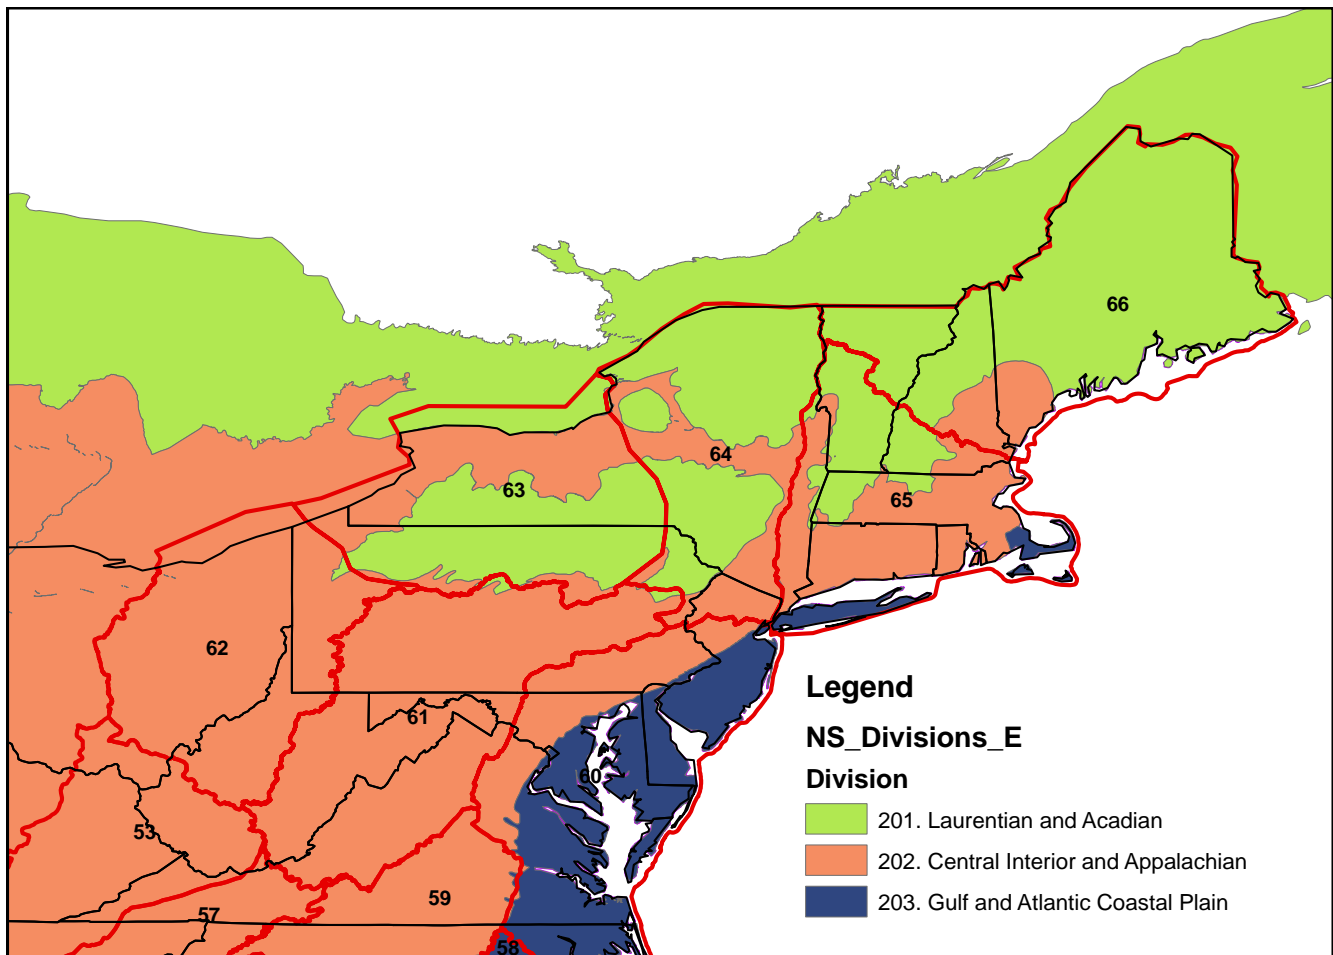 66
64
63
65
62
61
60
53
59
57
58
Legend
NS_Divisions_E
Division
201. Laurentian and Acadian
202. Central Interior and Appalachian
203. Gulf and Atlantic Coastal Plain